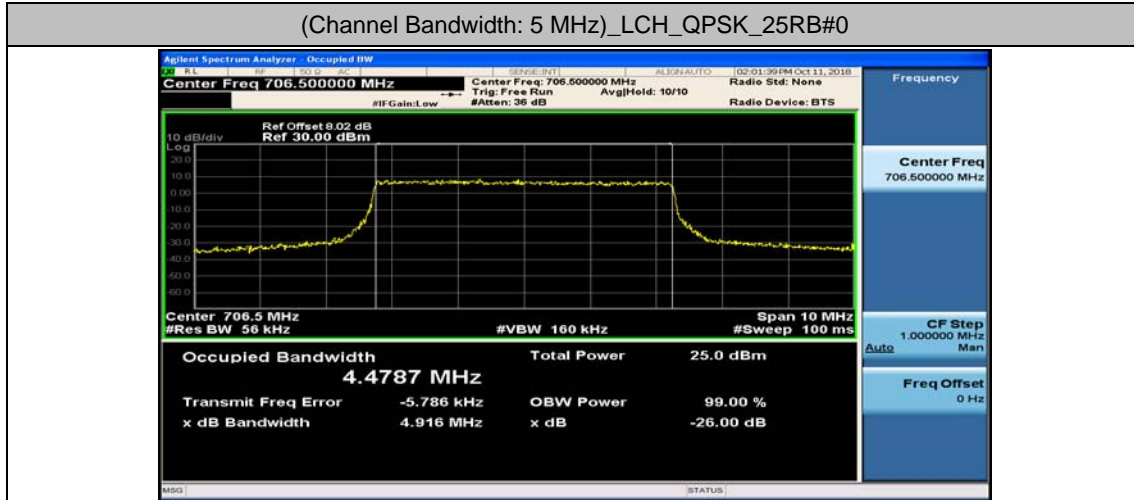 (Channel Bandwidth: 5 MHz)_LCH_QPSK_25RB#0
Agilent Spectrum Analyzer - Occupied BW
RL RF 50 Ω AC SENSE:INT ALIGN AUTO 02:01:39 PM Oct 11, 2018
Center Freq 706.500000 MHz
Center Freq: 706.500000 MHz
Radio Std: None
Trig: Free Run Avg|Hold: 10/10
#IFGain:Low #Atten: 36 dB Radio Device: BTS
Ref Offset 8.02 dB
10 dB/div Ref 30.00 dBm
Log
20.0
10.0
0.00
-10.0
-20.0
-30.0
-40.0
-50.0
-60.0
Center 706.5 MHz Span 10 MHz
#Res BW 56 kHz #VBW 160 kHz #Sweep 100 ms
Occupied Bandwidth Total Power 25.0 dBm
4.4787 MHz
Transmit Freq Error -5.786 kHz OBW Power 99.00 %
x dB Bandwidth 4.916 MHz x dB -26.00 dB
MSG STATUS
Frequency
Center Freq
706.500000 MHz
CF Step
1.000000 MHz
Auto Man
Freq Offset
0 Hz